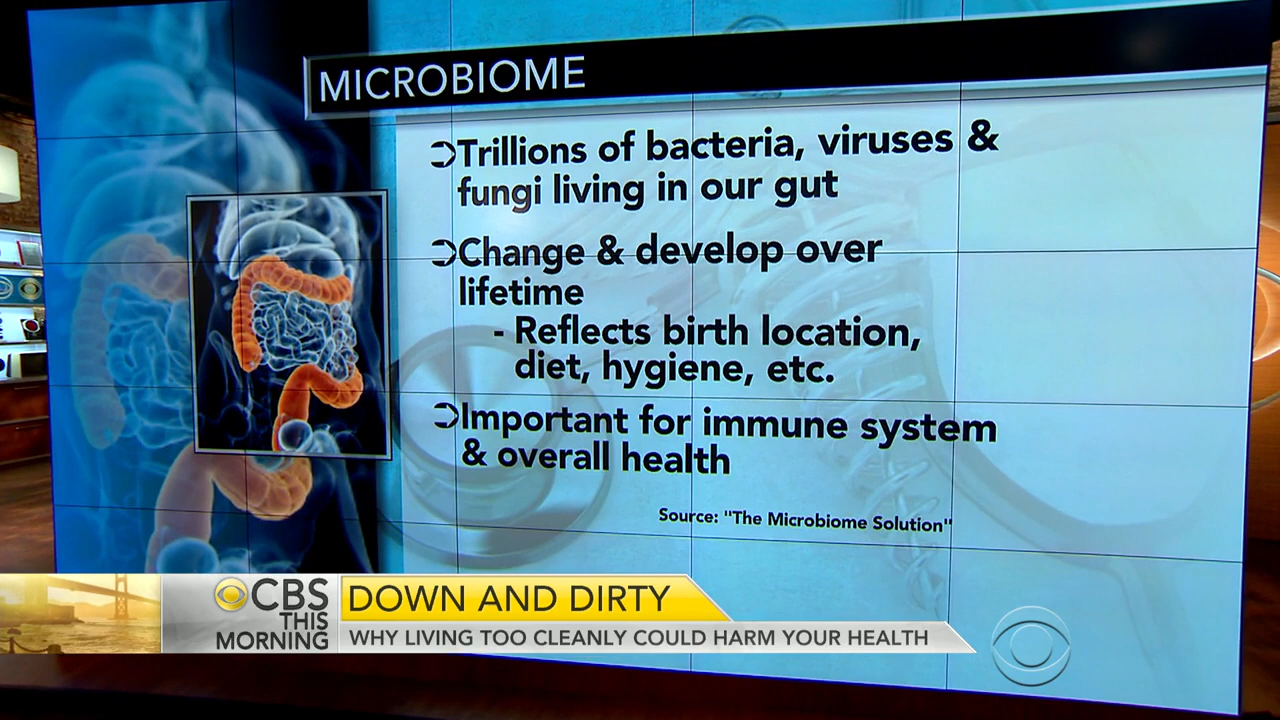 MICROBIOME
⊃Trillions of bacteria, viruses &
fungi living in our gut
⊃Change & develop over
lifetime
- Reflects birth location,
diet, hygiene, etc.
⊃Important for immune system
& overall health
Source: "The Microbiome Solution"
CBS
THIS
MORNING
DOWN AND DIRTY
WHY LIVING TOO CLEANLY COULD HARM YOUR HEALTH